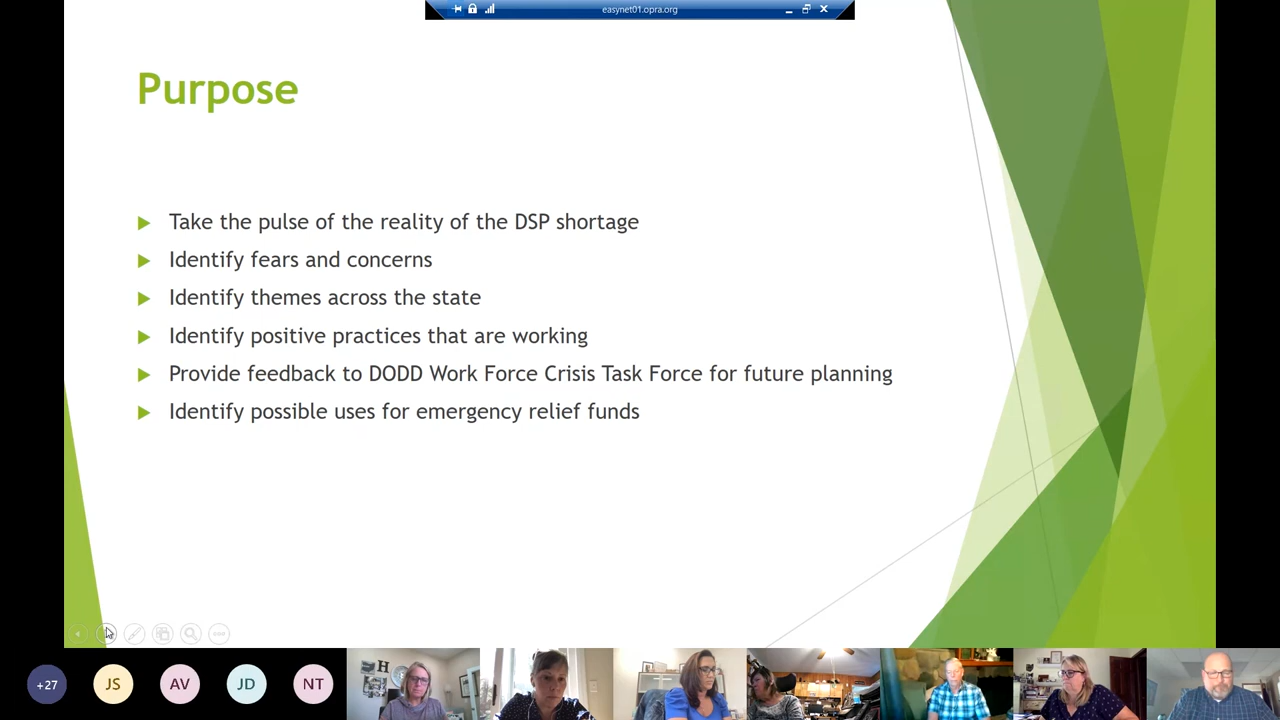 easynet01.opra.org
Purpose
Take the pulse of the reality of the DSP shortage
Identify fears and concerns
Identify themes across the state
Identify positive practices that are working
Provide feedback to DODD Work Force Crisis Task Force for future planning
Identify possible uses for emergency relief funds
+27
JS
AV
JD
NT
H